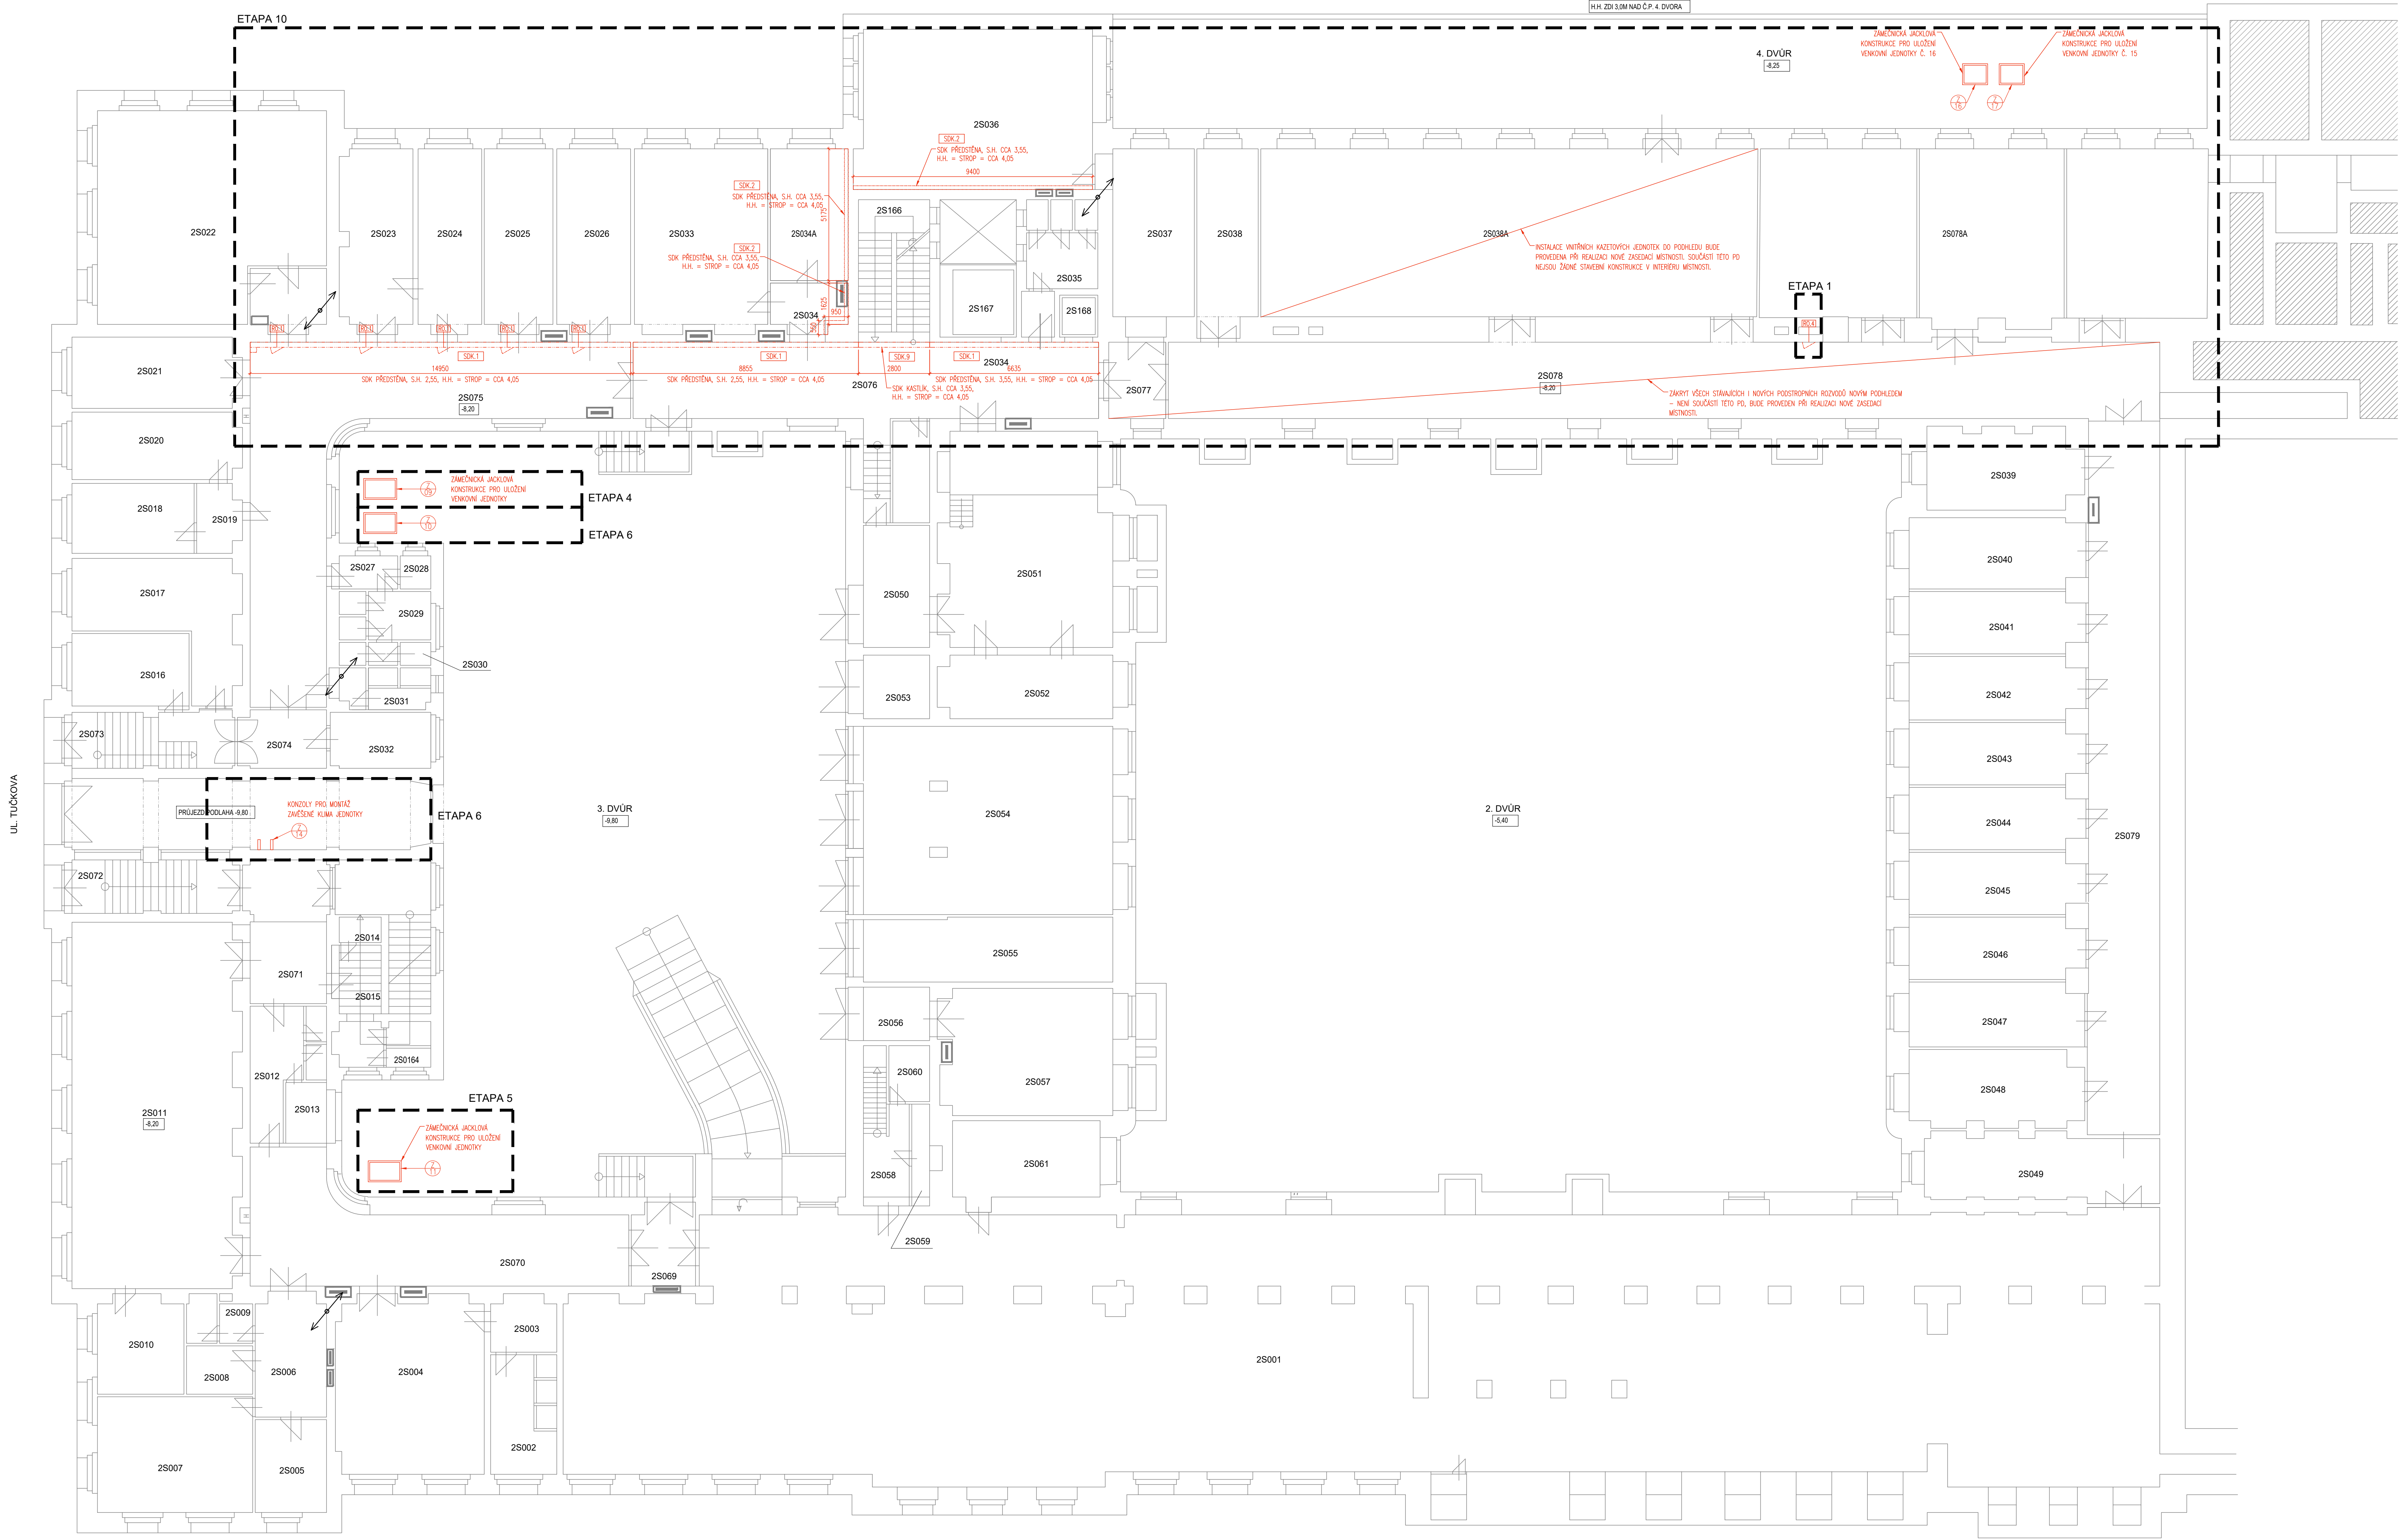 H.H. ZDI 3,0M NAD Č.P. 4. DVORA
ETAPA 10
4. DVŮR
-8,25
ZÁMEČNICKÁ JACKLOVÁ
KONSTRUKCE PRO ULOŽENÍ
VENKOVNÍ JEDNOTKY Č. 16
ZÁMEČNICKÁ JACKLOVÁ
KONSTRUKCE PRO ULOŽENÍ
VENKOVNÍ JEDNOTKY Č. 15
Z
16
Z
17
2S036
SDK.2
SDK PŘEDSTĚNA, S.H. CCA 3,55,
H.H. = STROP = CCA 4,05
9400
SDK.2
SDK PŘEDSTĚNA, S.H. CCA 3,55,
H.H. = STROP = CCA 4,05
5175
SDK.2
SDK PŘEDSTĚNA, S.H. CCA 3,55,
H.H. = STROP = CCA 4,05
1625
950
2S022
2S023
2S024
2S025
2S026
2S033
2S034A
2S034
2S166
2S167
2S168
2S035
2S037
2S038
2S038A
2S078A
INSTALACE VNITŘNÍCH KAZETOVÝCH JEDNOTEK DO PODHLEDU BUDE
PROVEDENA PŘI REALIZACI NOVÉ ZASEDACÍ MÍSTNOSTI. SOUČÁSTÍ TÉTO PD
NEJSOU ŽÁDNÉ STAVEBNÍ KONSTRUKCE V INTERIÉRU MÍSTNOSTI.
ETAPA 1
RD.4
SDK.1
14950
SDK PŘEDSTĚNA, S.H. 2,55, H.H. = STROP = CCA 4,05
SDK.1
8855
SDK PŘEDSTĚNA, S.H. 2,55, H.H. = STROP = CCA 4,05
SDK.9
2800
SDK KASTLÍK, S.H. CCA 3,55,
H.H. = STROP = CCA 4,05
SDK.1
2S034
6635
SDK PŘEDSTĚNA, S.H. 3,55, H.H. = STROP = CCA 4,05
2S075
-8,20
2S076
2S077
2S078
-8,20
ZAKRYT VŠECH STÁVAJÍCÍCH I NOVÝCH PODSTROPNÍCH ROZVODŮ NOVÝM PODHLEDEM
– NENÍ SOUČÁSTÍ TÉTO PD, BUDE PROVEDEN PŘI REALIZACI NOVÉ ZASEDACÍ
MÍSTNOSTI.
2S021
2S020
2S018
2S019
2S017
2S016
ZÁMEČNICKÁ JACKLOVÁ
KONSTRUKCE PRO ULOŽENÍ
VENKOVNÍ JEDNOTKY
Z
09
ETAPA 4
Z
10
ETAPA 6
2S027
2S028
2S029
2S030
2S031
2S032
2S073
2S074
UL. TUČKOVA
PRŮJEZD PODLAHA -9,80
KONZOLY PRO MONTÁŽ
ZAVĚŠENÉ KLIMA JEDNOTKY
Z
14
ETAPA 6
3. DVŮR
-9,80
2. DVŮR
-5,40
2S050
2S051
2S053
2S052
2S054
2S055
2S056
2S057
2S060
2S058
2S059
2S061
2S039
2S040
2S041
2S042
2S043
2S044
2S045
2S046
2S047
2S048
2S049
2S079
2S072
2S071
2S014
2S015
2S0164
2S012
2S013
2S011
-8,20
ETAPA 5
ZÁMEČNICKÁ JACKLOVÁ
KONSTRUKCE PRO ULOŽENÍ
VENKOVNÍ JEDNOTKY
Z
11
2S070
2S069
2S009
2S010
2S008
2S006
2S007
2S005
2S004
2S003
2S002
2S001